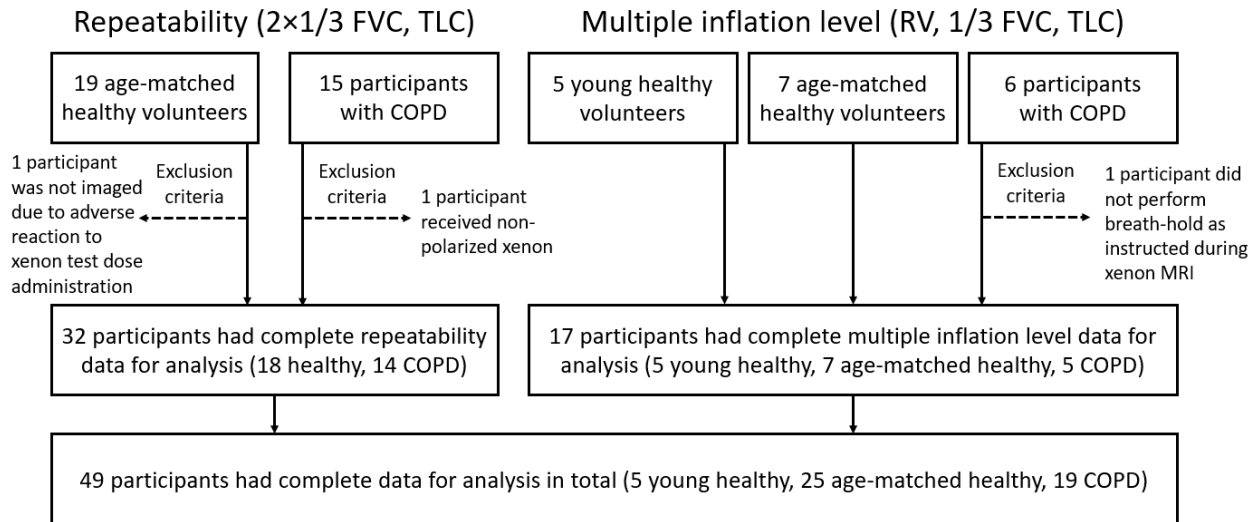 Repeatability (2×1/3 FVC, TLC)
Multiple inflation level (RV, 1/3 FVC, TLC)
19 age-matched
healthy volunteers
15 participants
with COPD
5 young healthy
volunteers
7 age-matched
healthy volunteers
6 participants
with COPD
1 participant
was not imaged
due to adverse
reaction to
xenon test dose
administration
Exclusion
criteria
Exclusion
criteria
1 participant
received non-
polarized xenon
Exclusion
criteria
1 participant did
not perform
breath-hold as
instructed during
xenon MRI
32 participants had complete repeatability
data for analysis (18 healthy, 14 COPD)
17 participants had complete multiple inflation level data for
analysis (5 young healthy, 7 age-matched healthy, 5 COPD)
49 participants had complete data for analysis in total (5 young healthy, 25 age-matched healthy, 19 COPD)